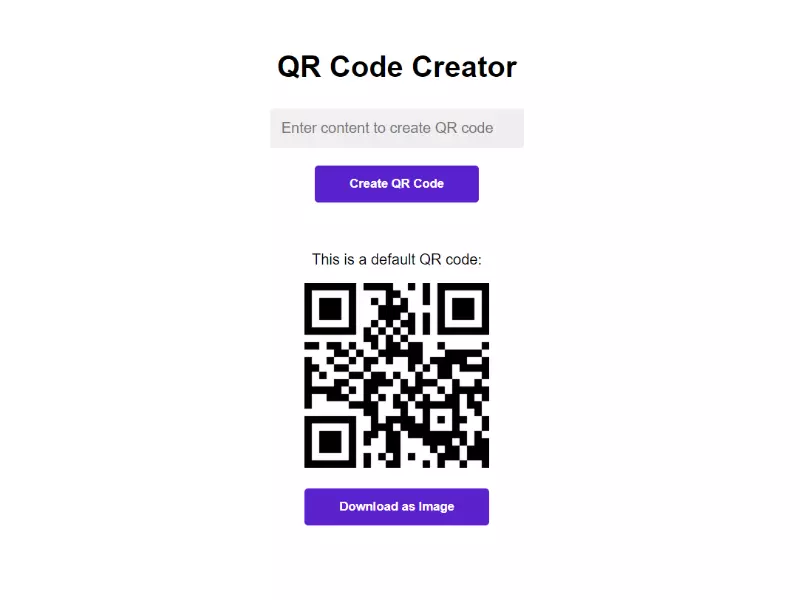 QR Code Creator
Enter content to create QR code
Create QR Code
This is a default QR code:
Download as Image